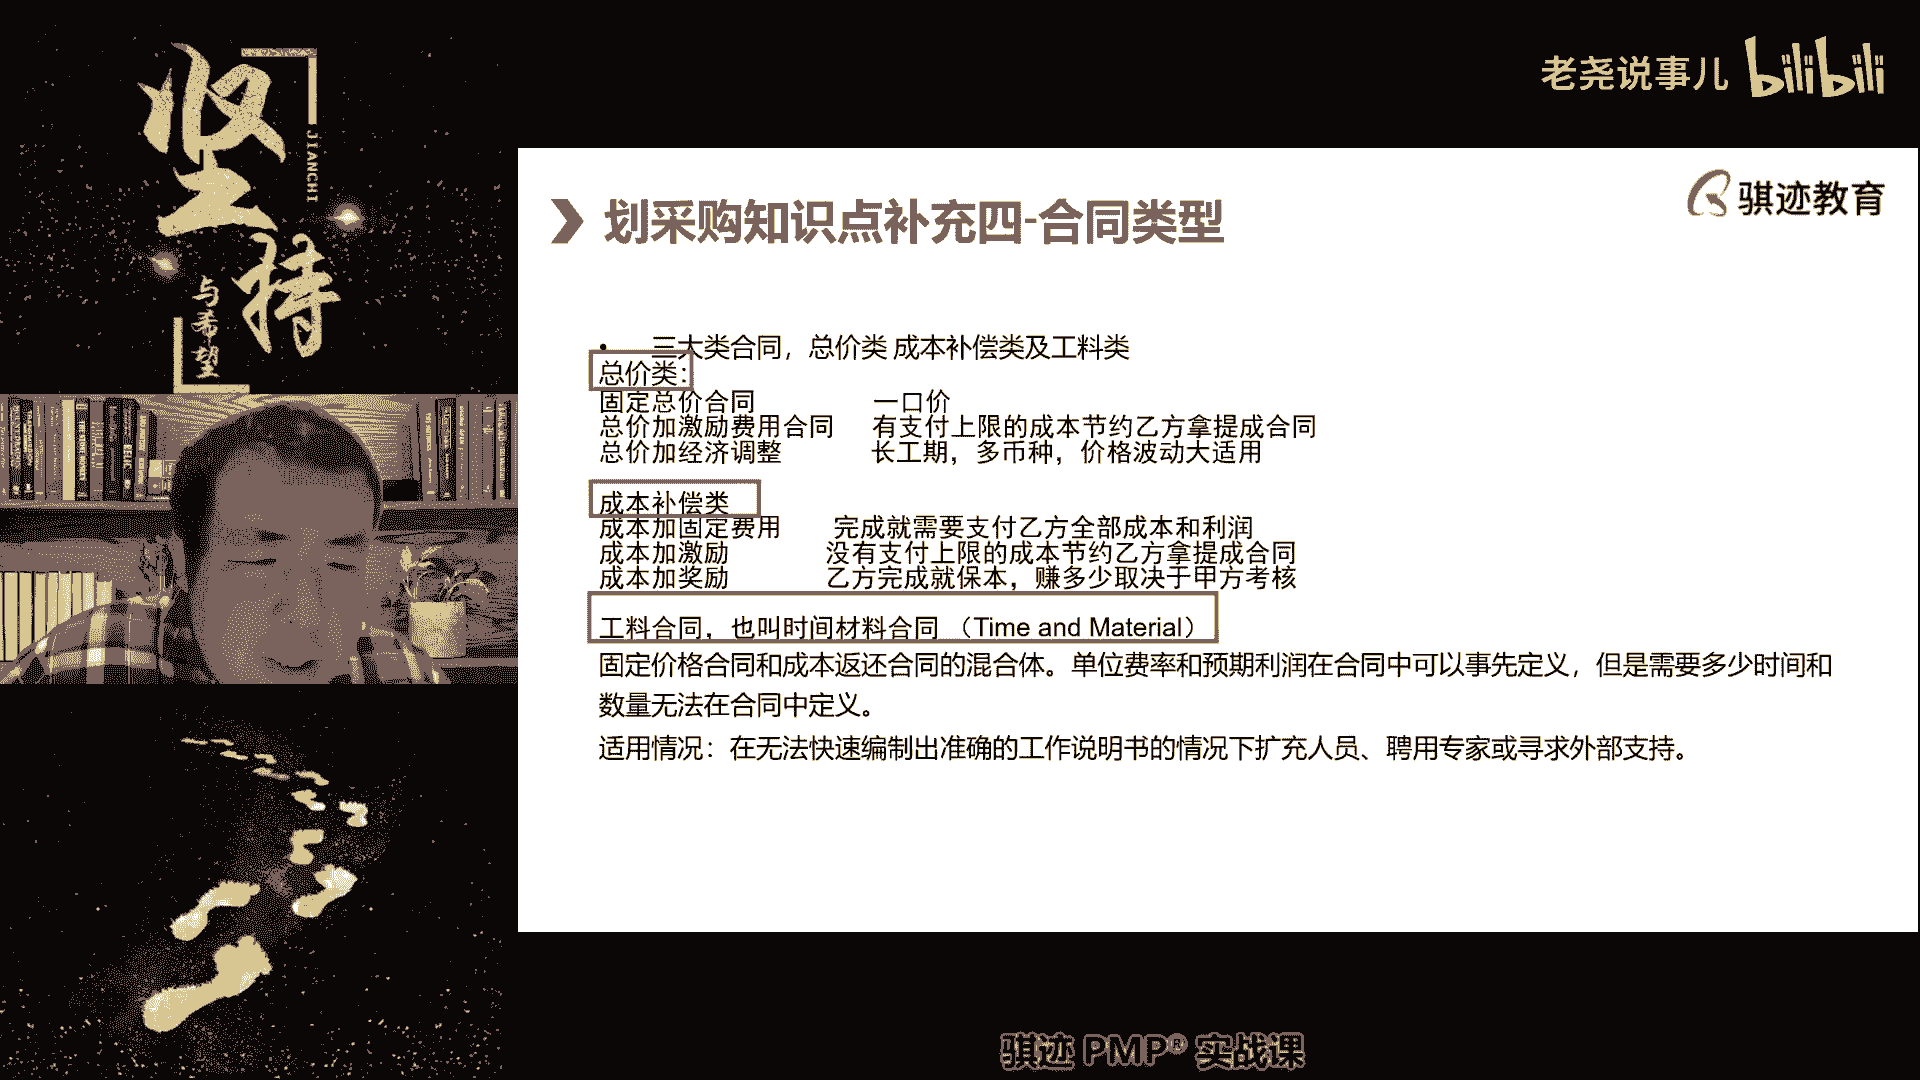 坚持
JIANCHI
与希望
老尧说事儿 bilibili
骐迹教育
划采购知识点补充四-合同类型
• 三大类合同，总价类 成本补偿类及工料类
总价类：
固定总价合同 一口价
总价加激励费用合同 有支付上限的成本节约乙方拿提成合同
总价加经济调整 长工期，多币种，价格波动大适用
成本补偿类
成本加固定费用 完成就需要支付乙方全部成本和利润
成本加激励 没有支付上限的成本节约乙方拿提成合同
成本加奖励 乙方完成就保本，赚多少取决于甲方考核
工料合同，也叫时间材料合同 （Time and Material）
固定价格合同和成本返还合同的混合体。单位费率和预期利润在合同中可以事先定义，但是需要多少时间和
数量无法在合同中定义。
适用情况：在无法快速编制出准确的工作说明书的情况下扩充人员、聘用专家或寻求外部支持。
骐迹 PMP® 实战课